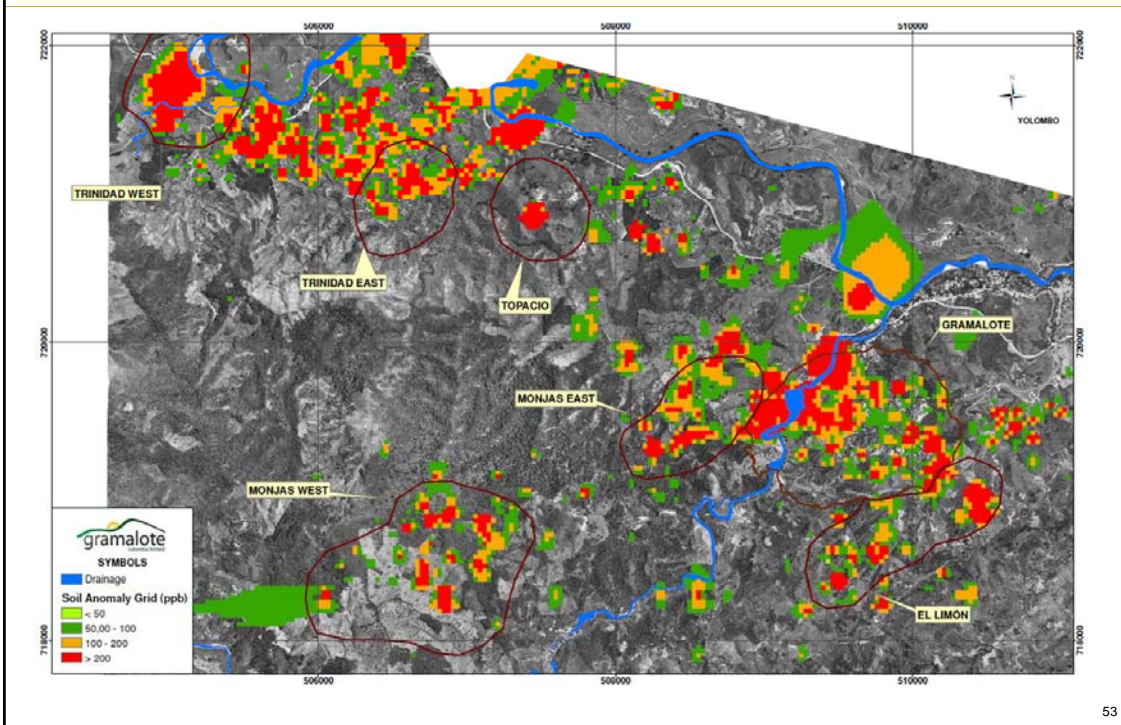 506000
508000
510000
722000
722000
N
YOLOMBO
TRINIDAD WEST
TRINIDAD EAST
TOPACIO
GRAMALOTE
720000
720000
MONJAS EAST
MONJAS WEST
EL LIMÓN
gramalote
colombia limited
SYMBOLS
Drainage
Soil Anomaly Grid (ppb)
< 50
50,00 - 100
100 - 200
> 200
718000
718000
506000
508000
510000
53